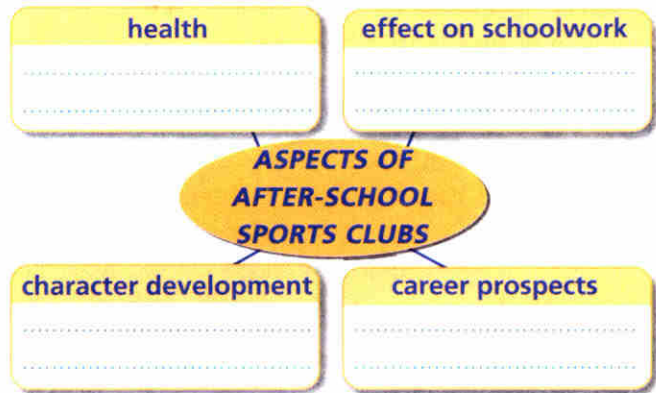 health
effect on schoolwork
ASPECTS OF
AFTER-SCHOOL
SPORTS CLUBS
character development
career prospects